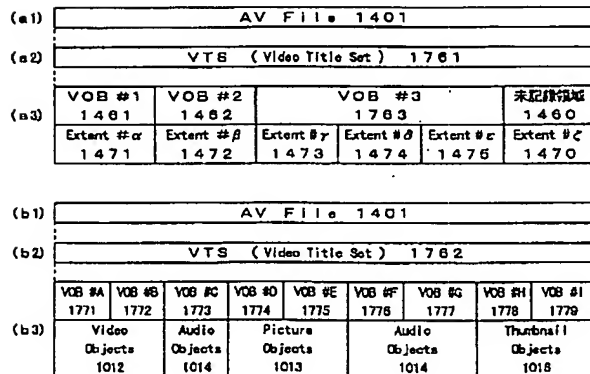 (a1) AV File 1401
(a2) VTS (Video Title Set) 1761
VOB #1 VOB #2 VOB #3 未記録領域
(a3) 1461 1462 1763 1460
Extent #α Extent #β Extent #γ Extent #δ Extent #ε Extent #ζ
1471 1472 1473 1474 1475 1470
(b1) AV File 1401
(b2) VTS (Video Title Set) 1762
VOB #A VOB #B VOB #C VOB #D VOB #E VOB #F VOB #G VOB #H VOB #I
1771 1772 1773 1774 1775 1776 1777 1778 1779
(b3) Video Audio Picture Audio Thumbnail
Objects Objects Objects Objects Objects
1012 1014 1013 1014 1016